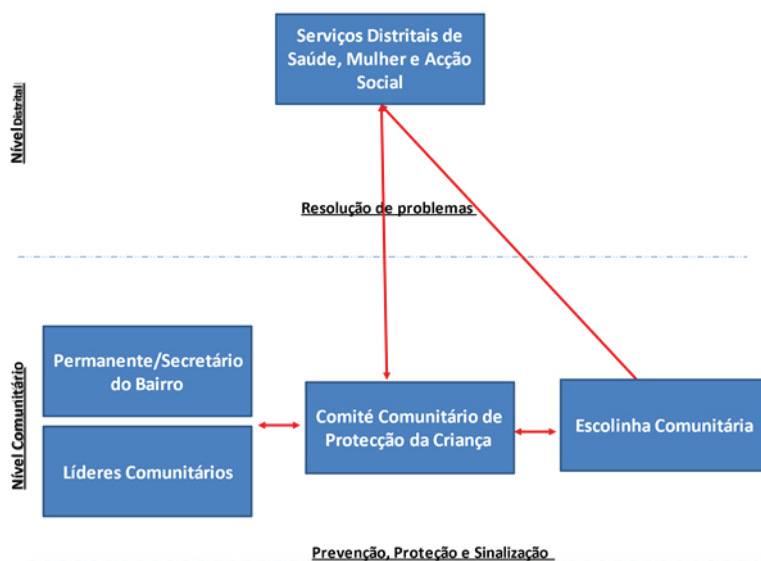 Serviços Distritais de
Saúde, Mulher e Acção
Social
Nível Distrital
Resolução de problemas
Permanente/Secretário
do Bairro
Líderes Comunitários
Comité Comunitário de
Protecção da Criança
Escolinha Comunitária
Nível Comunitário
Prevenção, Proteção e Sinalização